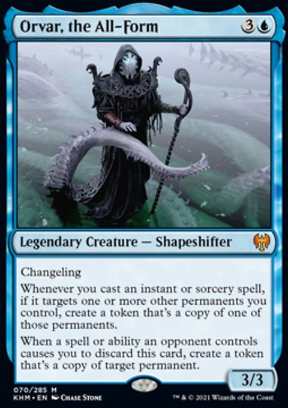 Orvar, the All-Form 3
Legendary Creature — Shapeshifter
Changeling
Whenever you cast an instant or sorcery spell,
if it targets one or more other permanents you
control, create a token that's a copy of one of
those permanents.
When a spell or ability an opponent controls
causes you to discard this card, create a token
that's a copy of target permanent.
070/285 M
KHM • EN CHASE STONE
3/3
™ & © 2021 Wizards of the Coast